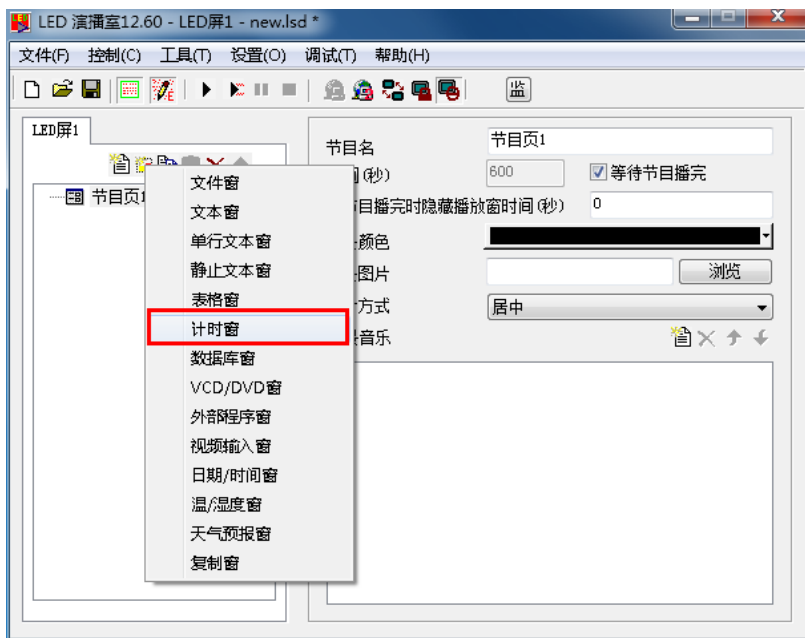 LED 演播室12.60 - LED屏1 - new.lsd *
文件(F) 控制(C) 工具(T) 设置(O) 调试(T) 帮助(H)
监
LED屏1
节目页1
文件窗
文本窗
单行文本窗
静止文本窗
表格窗
计时窗
数据库窗
VCD/DVD窗
外部程序窗
视频输入窗
日期/时间窗
温/湿度窗
天气预报窗
复制窗
节目名 节目页1
(秒) 600 等待节目播完
目播完时隐藏播放窗时间(秒) 0
颜色
图片 浏览
方式 居中
音乐